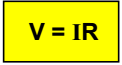 V = IR